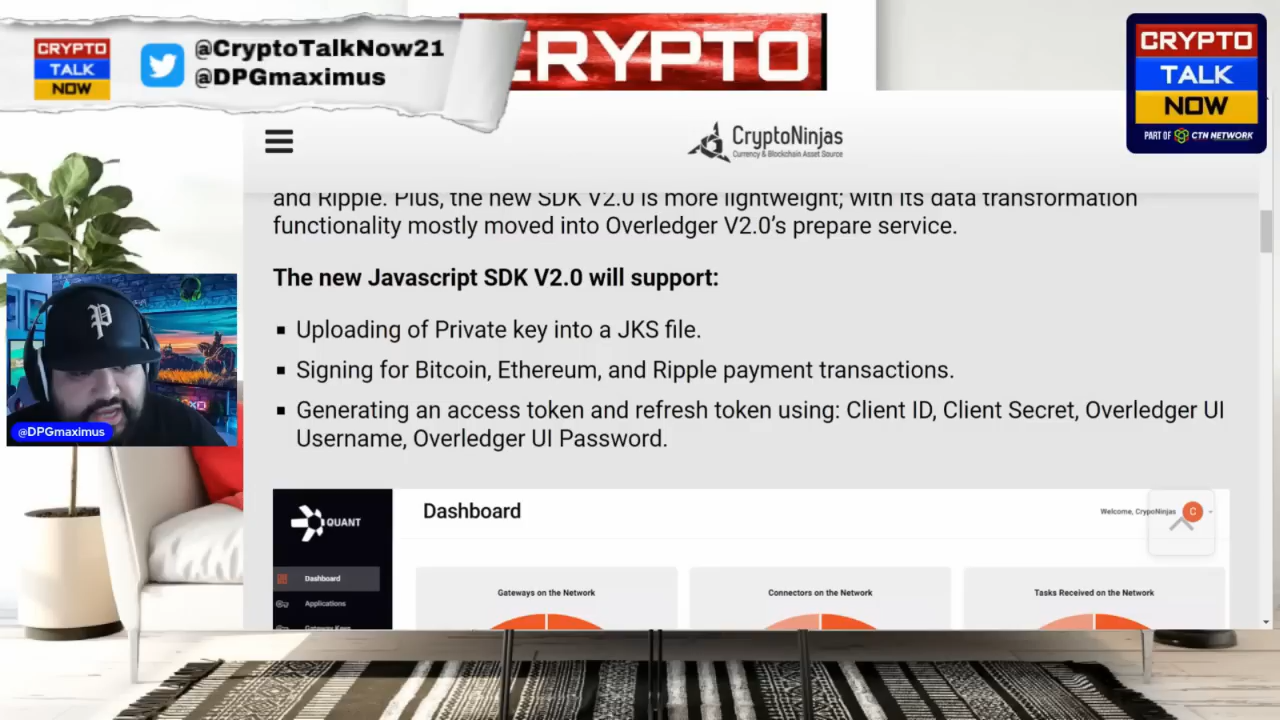 CRYPTO
TALK
NOW
@CryptoTalkNow21
@DPGmaximus
CRYPTO
CRYPTO
TALK
NOW
PART OF CTN NETWORK
CryptoNinjas
Currency & Blockchain Asset Source
and Ripple. Plus, the new SDK V2.0 is more lightweight; with its data transformation
functionality mostly moved into Overledger V2.0's prepare service.
The new Javascript SDK V2.0 will support:
▪ Uploading of Private key into a JKS file.
▪ Signing for Bitcoin, Ethereum, and Ripple payment transactions.
▪ Generating an access token and refresh token using: Client ID, Client Secret, Overledger UI
Username, Overledger UI Password.
P
@DPGmaximus
QUANT
Dashboard
Welcome, CrypoNinjas
C
Dashboard
Applications
Gateway Keys
Gateways on the Network
Connectors on the Network
Tasks Received on the Network